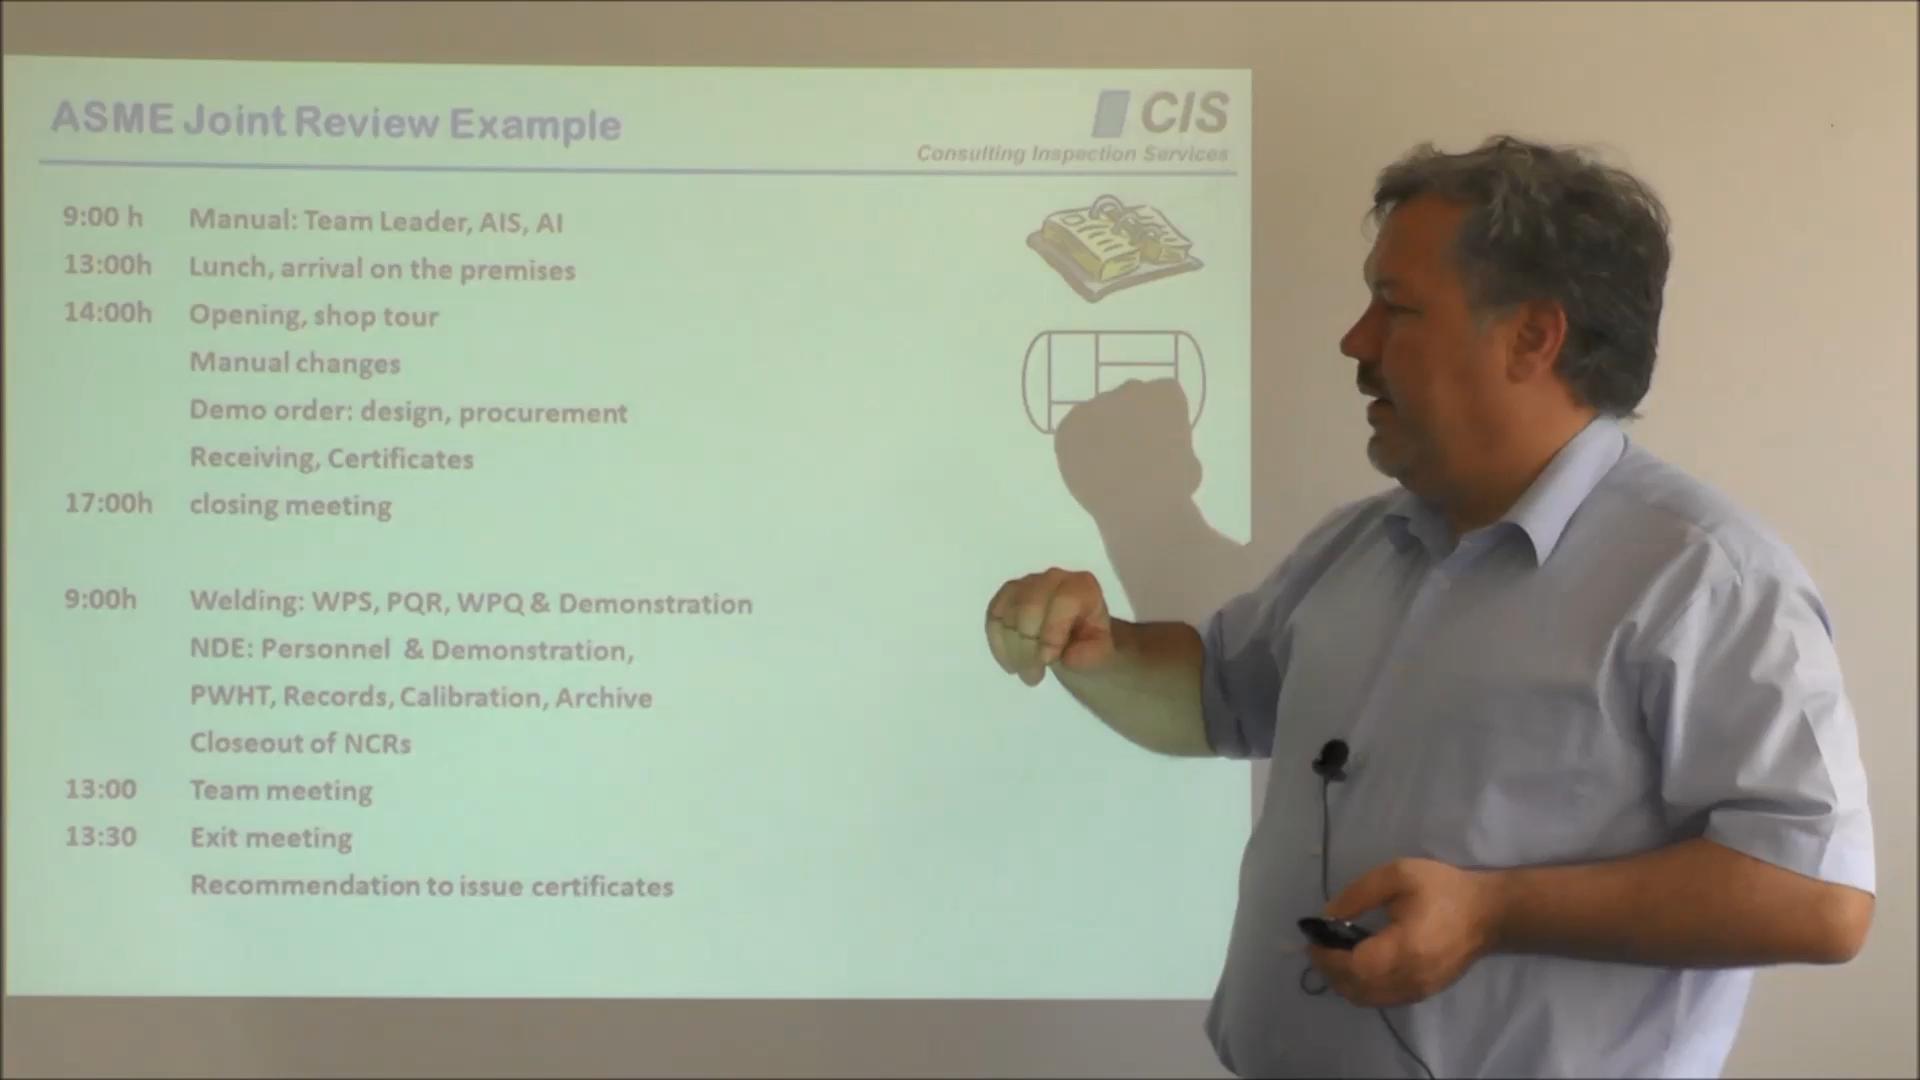 ASME Joint Review Example
CIS
Consulting Inspection Services
9:00 h Manual: Team Leader, AIS, AI
13:00h Lunch, arrival on the premises
14:00h Opening, shop tour
Manual changes
Demo order: design, procurement
Receiving, Certificates
17:00h closing meeting
9:00h Welding: WPS, PQR, WPQ & Demonstration
NDE: Personnel & Demonstration,
PWHT, Records, Calibration, Archive
Closeout of NCRs
13:00 Team meeting
13:30 Exit meeting
Recommendation to issue certificates